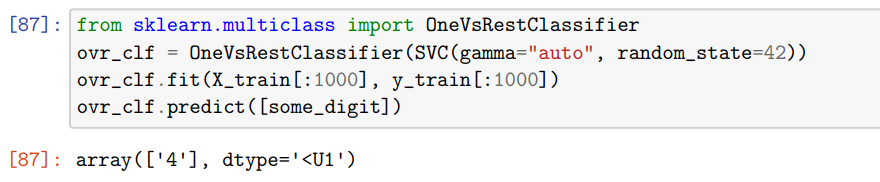 [87]: from sklearn.multiclass import OneVsRestClassifier
ovr_clf = OneVsRestClassifier(SVC(gamma="auto", random_state=42))
ovr_clf.fit(X_train[:1000], y_train[:1000])
ovr_clf.predict([some_digit])
[87]: array(['4'], dtype='<U1')